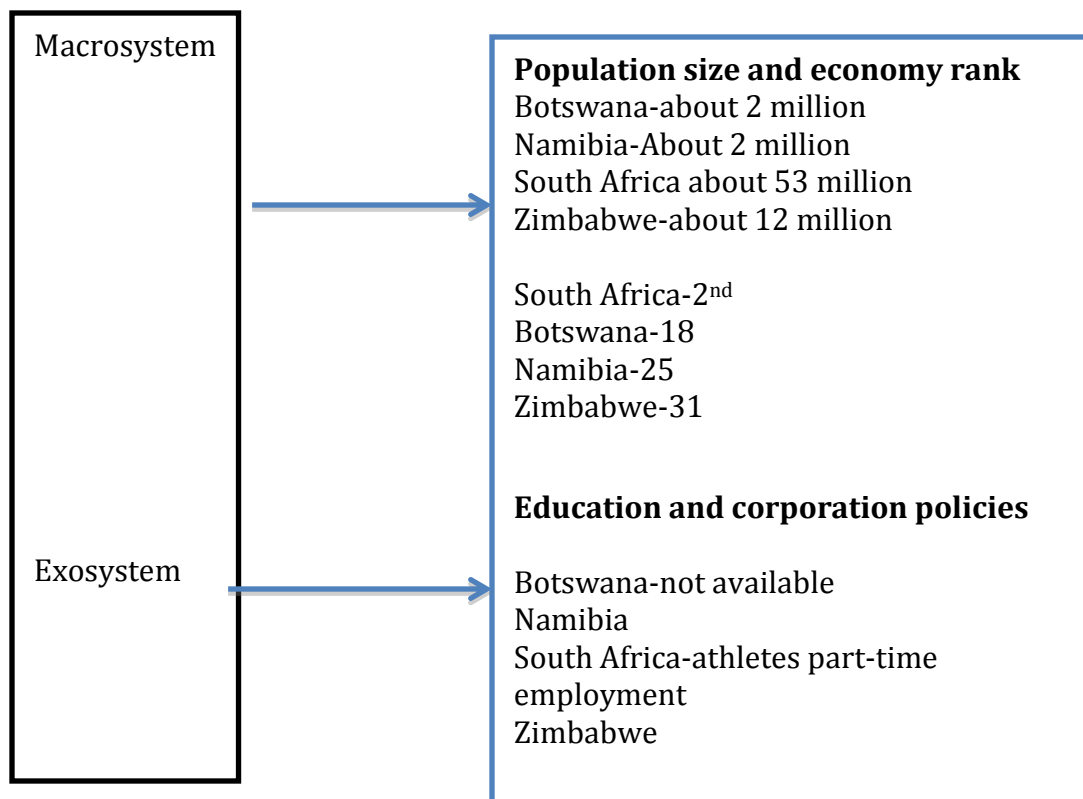 Macrosystem
Population size and economy rank
Botswana-about 2 million
Namibia-About 2 million
South Africa about 53 million
Zimbabwe-about 12 million
South Africa-2nd
Botswana-18
Namibia-25
Zimbabwe-31
Education and corporation policies
Exosystem
Botswana-not available
Namibia
South Africa-athletes part-time
employment
Zimbabwe